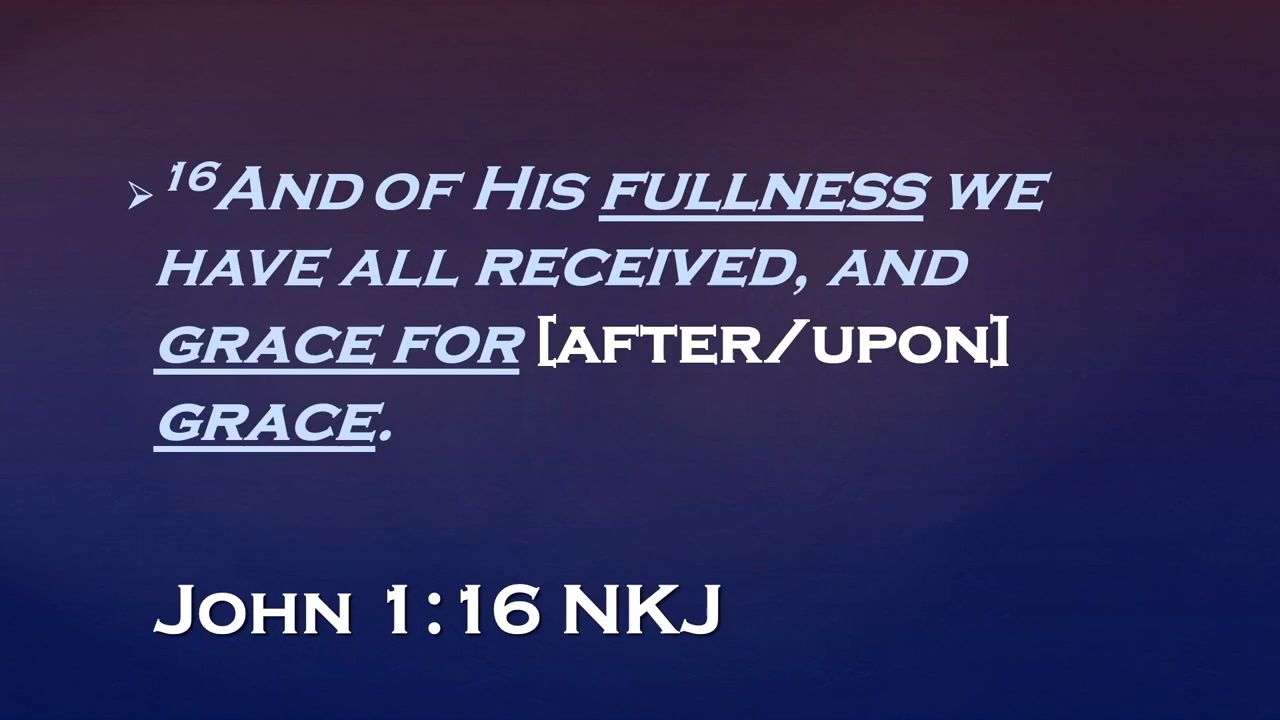 ➢ 16And of His fullness we
have all received, and
grace for [after/upon]
grace.
John 1:16 NKJ